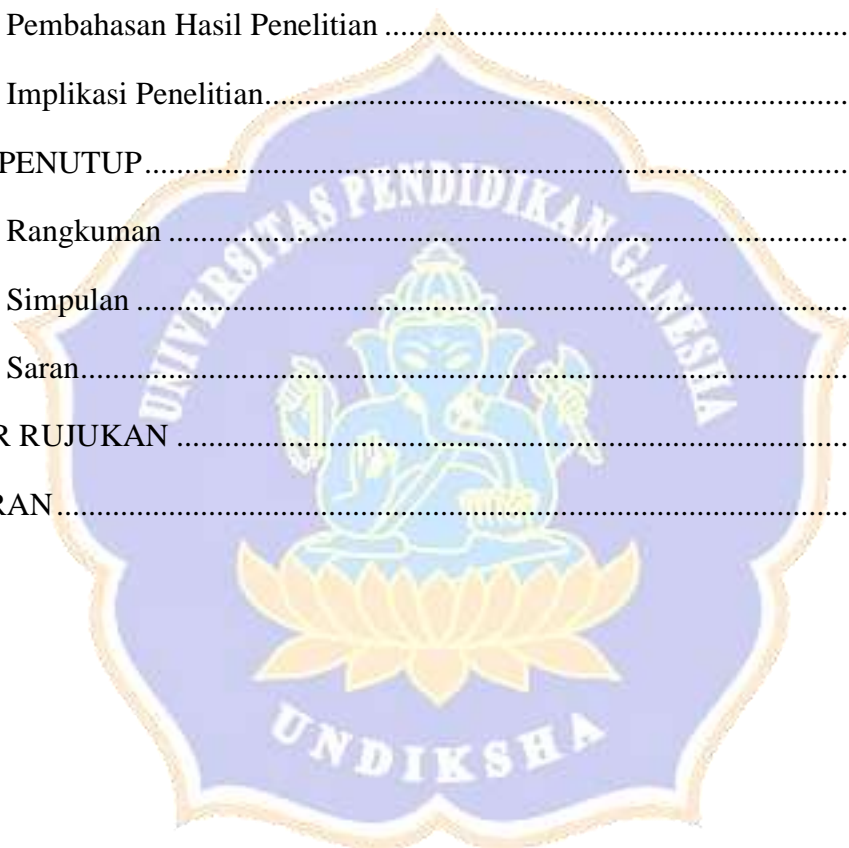 Pembahasan Hasil Penelitian ..........................................................
Implikasi Penelitian.........................................................................
PENUTUP........................................................................................
Rangkuman .....................................................................................
Simpulan .........................................................................................
Saran................................................................................................
R RUJUKAN ...................................................................................
RAN..................................................................................................
UNIVERSITAS PENDIDIKAN GANESHA
UNDIKSHA